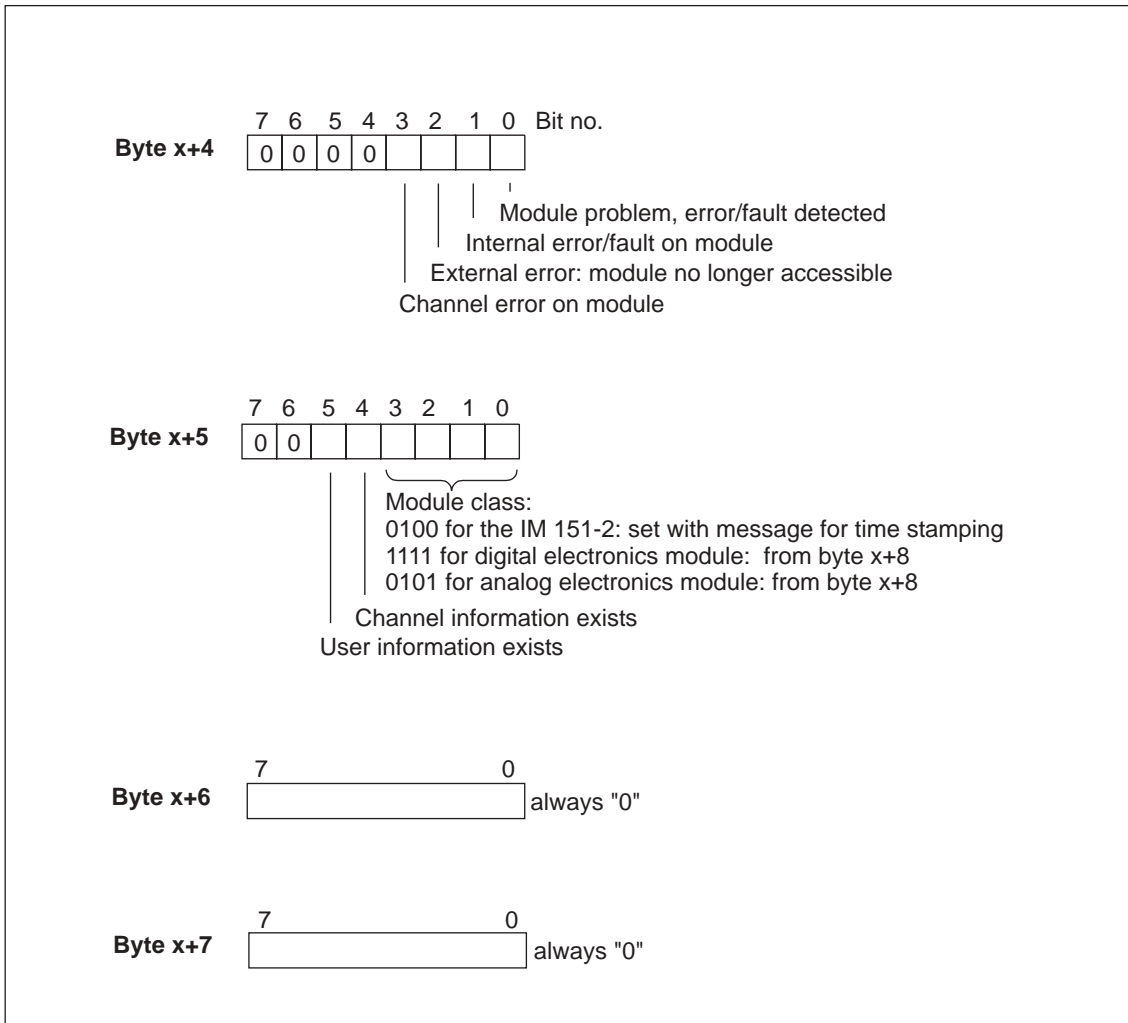 7 6 5 4 3 2 1 0 Bit no.
Byte x+4
0 0 0 0
Module problem, error/fault detected
Internal error/fault on module
External error: module no longer accessible
Channel error on module
7 6 5 4 3 2 1 0
Byte x+5
0 0
Module class:
0100 for the IM 151-2: set with message for time stamping
1111 for digital electronics module: from byte x+8
0101 for analog electronics module: from byte x+8
Channel information exists
User information exists
7 0
Byte x+6 always "0"
7 0
Byte x+7 always "0"